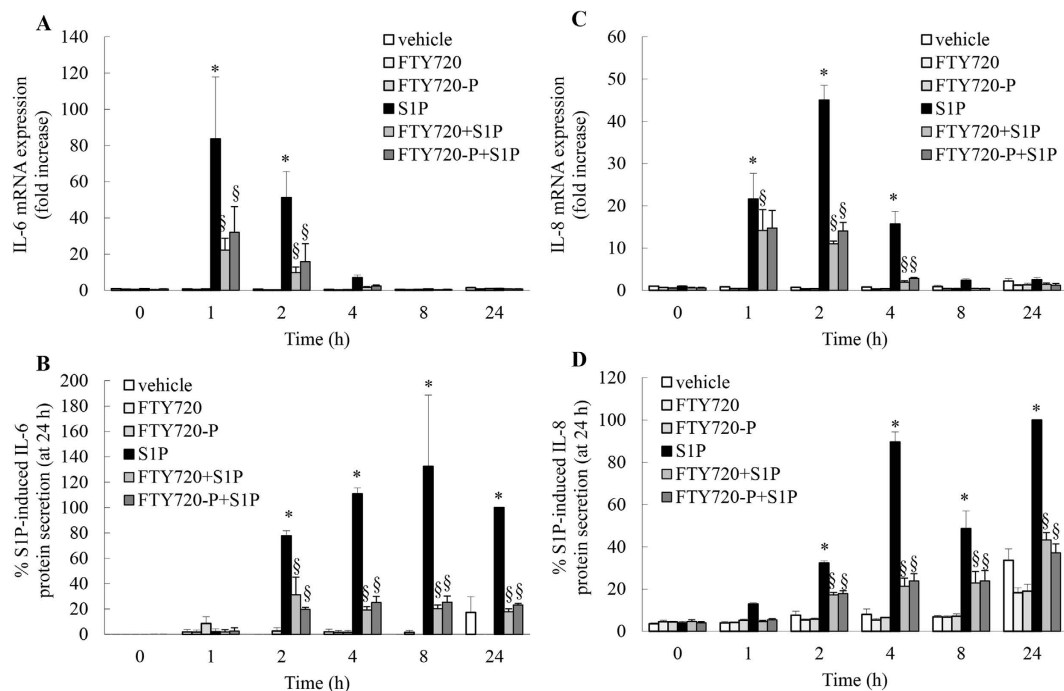 A
IL-6 mRNA expression
(fold increase)
140
120
100
80
60
40
20
0
vehicle
FTY720
FTY720-P
S1P
FTY720+S1P
FTY720-P+S1P
*
§
§
*
§
§
0 1 2 4 8 24
Time (h)
C
IL-8 mRNA expression
(fold increase)
60
50
40
30
20
10
0
vehicle
FTY720
FTY720-P
S1P
FTY720+S1P
FTY720-P+S1P
*
§
*
§ §
*
§§
0 1 2 4 8 24
Time (h)
B
% S1P-induced IL-6
protein secretion (at 24 h)
200
180
160
140
120
100
80
60
40
20
0
vehicle
FTY720
FTY720-P
S1P
FTY720+S1P
FTY720-P+S1P
*
§
§
*
§ §
*
§ §
*
§ §
0 1 2 4 8 24
Time (h)
D
% S1P-induced IL-8
protein secretion (at 24 h)
120
100
80
60
40
20
0
vehicle
FTY720
FTY720-P
S1P
FTY720+S1P
FTY720-P+S1P
*
§§
*
§§
*
§§
*
§§
0 1 2 4 8 24
Time (h)